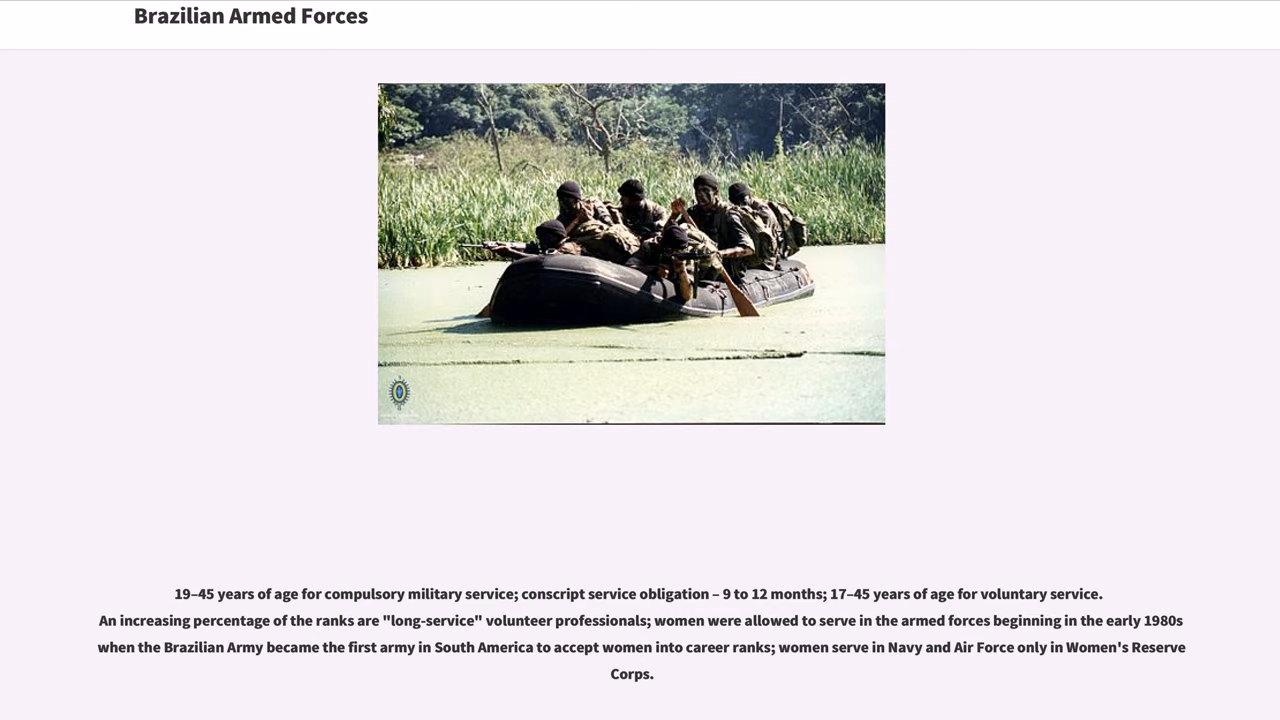 Brazilian Armed Forces
19–45 years of age for compulsory military service; conscript service obligation – 9 to 12 months; 17–45 years of age for voluntary service.
An increasing percentage of the ranks are "long-service" volunteer professionals; women were allowed to serve in the armed forces beginning in the early 1980s
when the Brazilian Army became the first army in South America to accept women into career ranks; women serve in Navy and Air Force only in Women's Reserve
Corps.